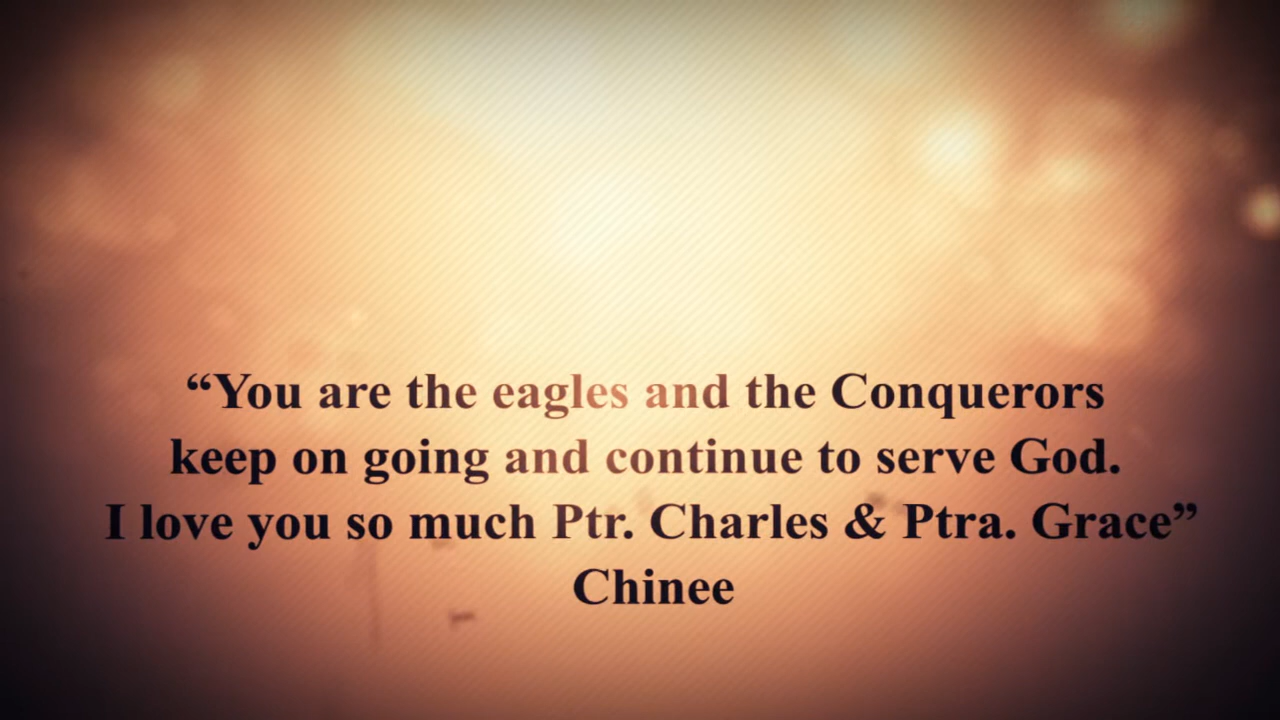 “You are the eagles and the Conquerors
keep on going and continue to serve God.
I love you so much Ptr. Charles & Ptra. Grace”
Chinee